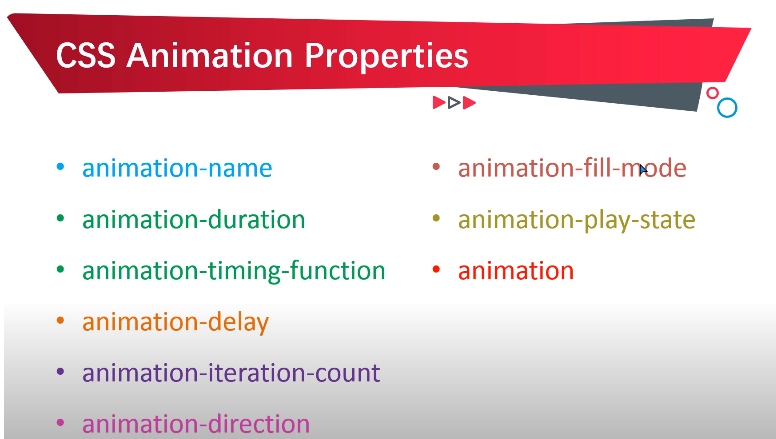 CSS Animation Properties
• animation-name
• animation-duration
• animation-timing-function
• animation-delay
• animation-iteration-count
• animation-direction
• animation-fill-mode
• animation-play-state
• animation